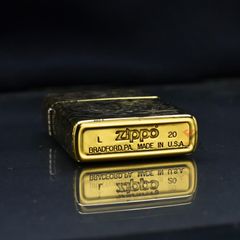 L zippo 20
BRADFORD,PA. MADE IN U.S.A.